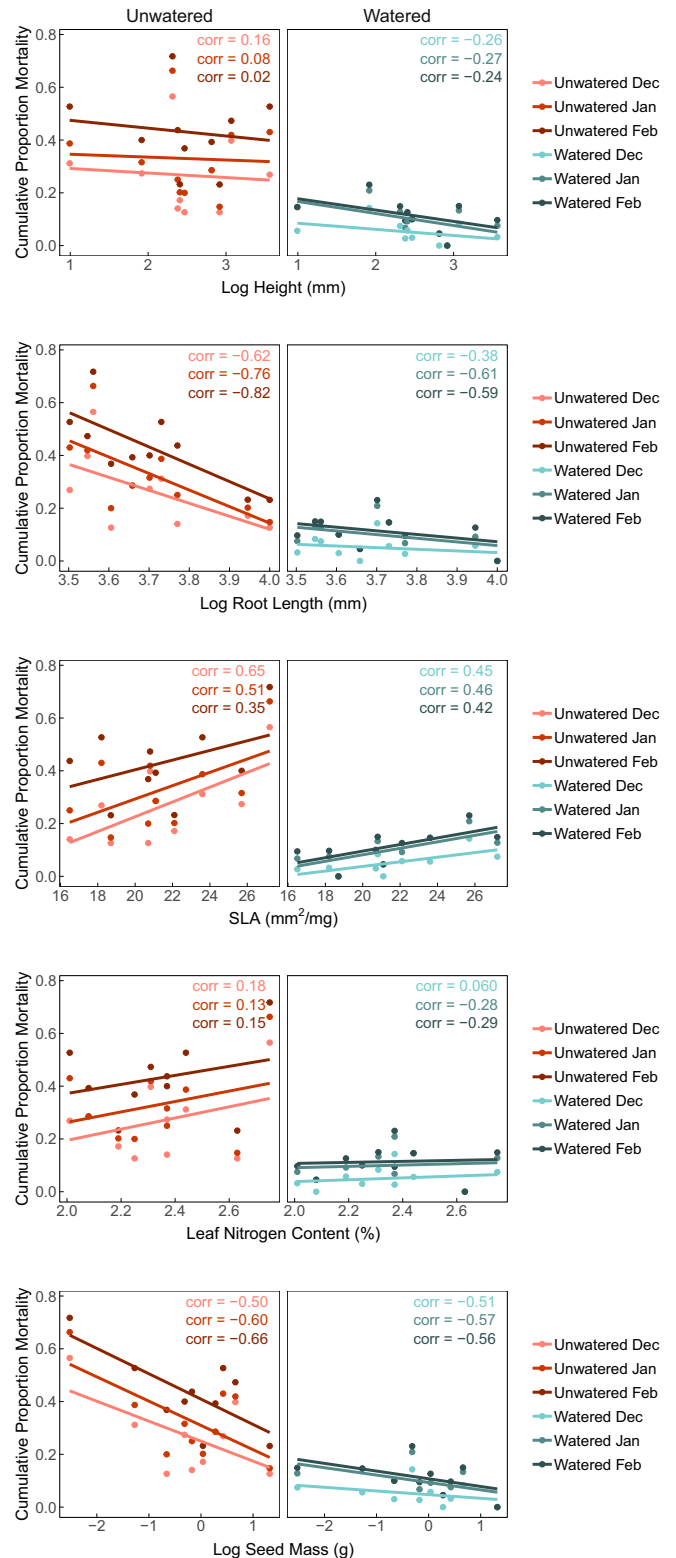 Unwatered
Watered
Cumulative Proportion Mortality
0.8
0.6
0.4
0.2
0.0
corr = 0.16
corr = 0.08
corr = 0.02
corr = −0.26
corr = −0.27
corr = −0.24
1
2
3
1
2
3
Log Height (mm)
Unwatered Dec
Unwatered Jan
Unwatered Feb
Watered Dec
Watered Jan
Watered Feb
Cumulative Proportion Mortality
0.8
0.6
0.4
0.2
0.0
corr = −0.62
corr = −0.76
corr = −0.82
corr = −0.38
corr = −0.61
corr = −0.59
3.5
3.6
3.7
3.8
3.9
4.0
3.5
3.6
3.7
3.8
3.9
4.0
Log Root Length (mm)
Unwatered Dec
Unwatered Jan
Unwatered Feb
Watered Dec
Watered Jan
Watered Feb
Cumulative Proportion Mortality
0.8
0.6
0.4
0.2
0.0
corr = 0.65
corr = 0.51
corr = 0.35
corr = 0.45
corr = 0.46
corr = 0.42
16
18
20
22
24
26
16
18
20
22
24
26
SLA (mm²/mg)
Unwatered Dec
Unwatered Jan
Unwatered Feb
Watered Dec
Watered Jan
Watered Feb
Cumulative Proportion Mortality
0.8
0.6
0.4
0.2
0.0
corr = 0.18
corr = 0.13
corr = 0.15
corr = 0.060
corr = −0.28
corr = −0.29
2.0
2.2
2.4
2.6
2.0
2.2
2.4
2.6
Leaf Nitrogen Content (%)
Unwatered Dec
Unwatered Jan
Unwatered Feb
Watered Dec
Watered Jan
Watered Feb
Cumulative Proportion Mortality
0.8
0.6
0.4
0.2
0.0
corr = −0.50
corr = −0.60
corr = −0.66
corr = −0.51
corr = −0.57
corr = −0.56
−2
−1
0
1
−2
−1
0
1
Log Seed Mass (g)
Unwatered Dec
Unwatered Jan
Unwatered Feb
Watered Dec
Watered Jan
Watered Feb